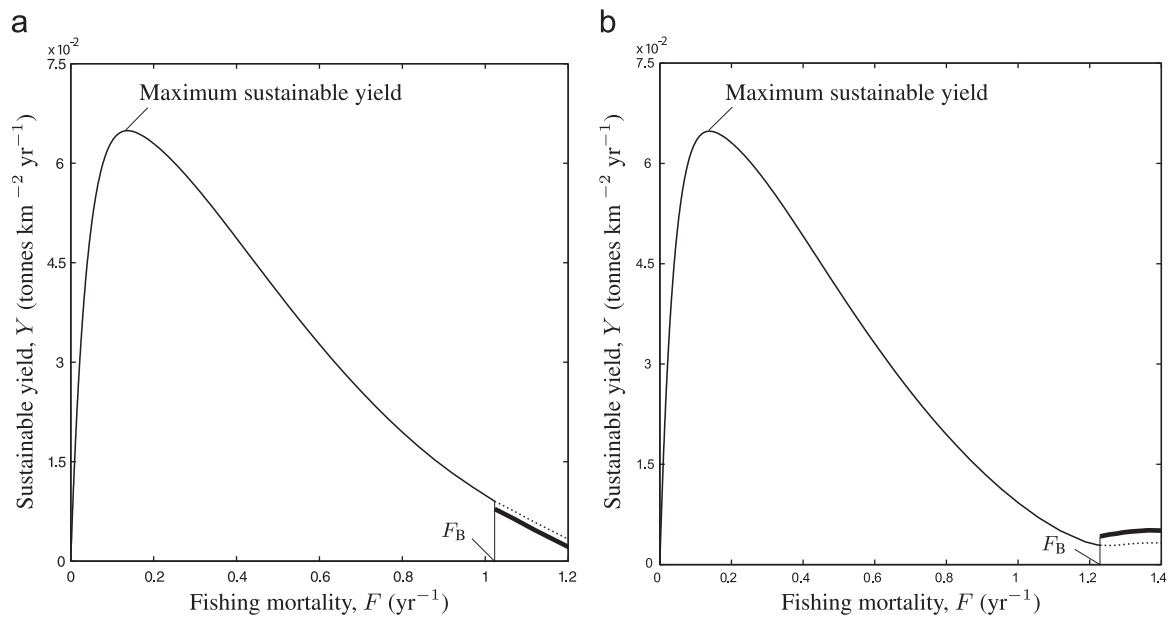 a
×10⁻²
7.5
6
4.5
3
1.5
0
Sustainable yield, Y (tonnes km⁻² yr⁻¹)
Maximum sustainable yield
F_B
0 0.2 0.4 0.6 0.8 1 1.2
Fishing mortality, F (yr⁻¹)
b
×10⁻²
7.5
6
4.5
3
1.5
0
Sustainable yield, Y (tonnes km⁻² yr⁻¹)
Maximum sustainable yield
F_B
0 0.2 0.4 0.6 0.8 1 1.2 1.4
Fishing mortality, F (yr⁻¹)